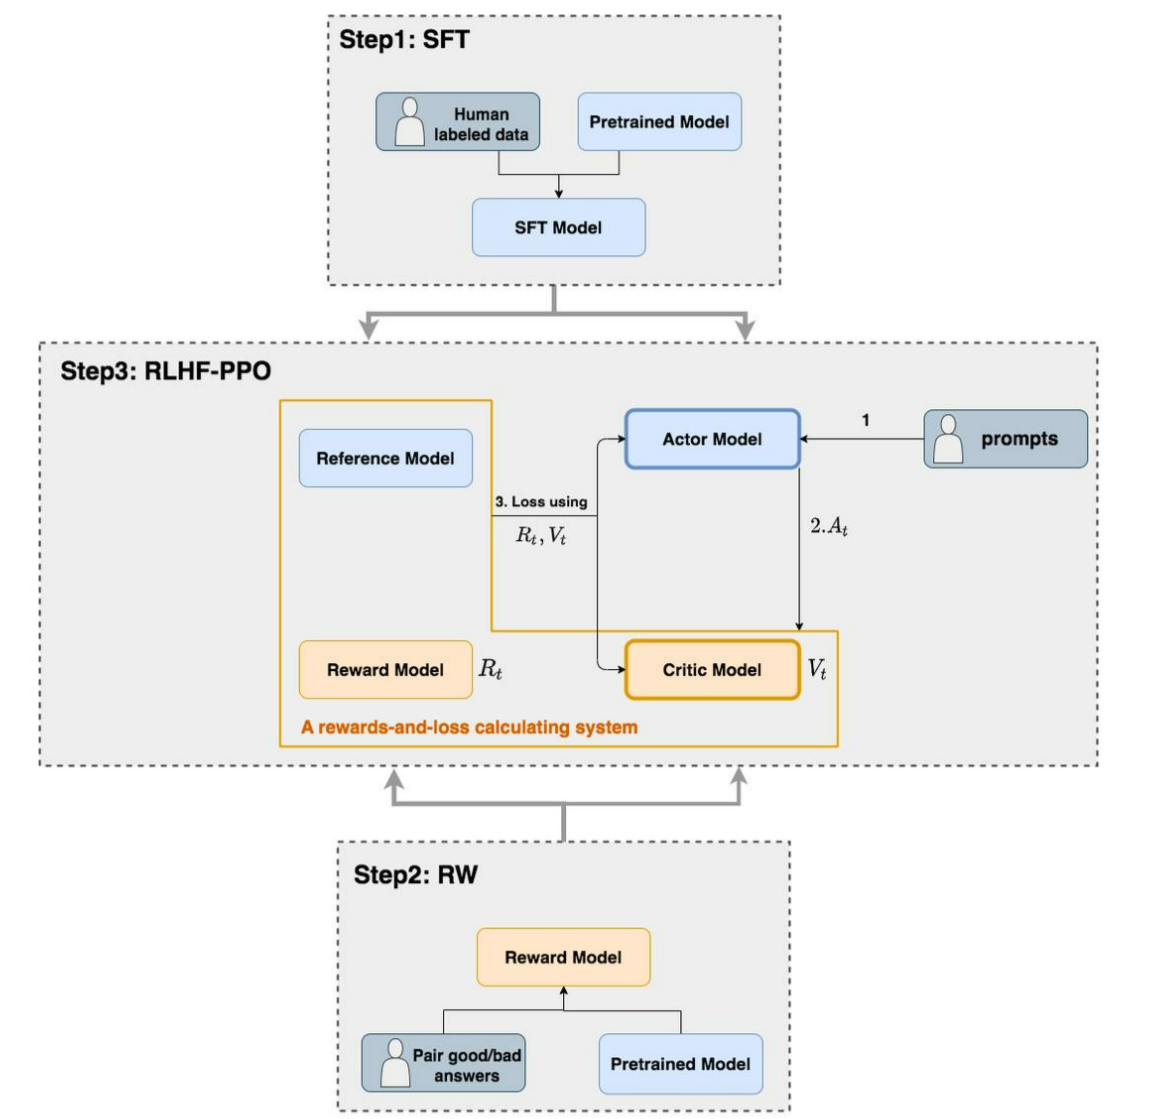 Step1: SFT
Human
labeled data
Pretrained Model
SFT Model
Step3: RLHF-PPO
Reference Model
Actor Model
1
prompts
3. Loss using
R_t, V_t
2.A_t
Reward Model
R_t
Critic Model
V_t
A rewards-and-loss calculating system
Step2: RW
Reward Model
Pair good/bad
answers
Pretrained Model